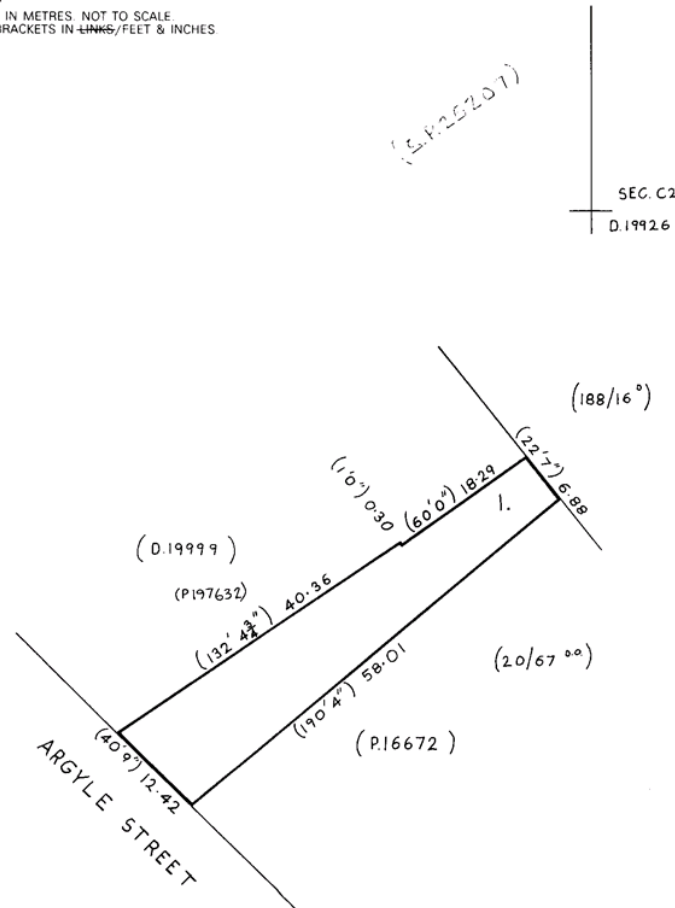 IN METRES. NOT TO SCALE.
BRACKETS IN LINKS/FEET & INCHES.
(S.P.20207)
SEC. C2
D.19926
(188/16°)
(22'7") 6.88
(1'0") 0.30
(60'0") 18.29
1.
(D.19999)
(P197632)
(132' 4¾") 40.36
(20/67 o.o.)
(190'4") 58.01
(P.16672)
(40'9") 12.42
ARGYLE STREET